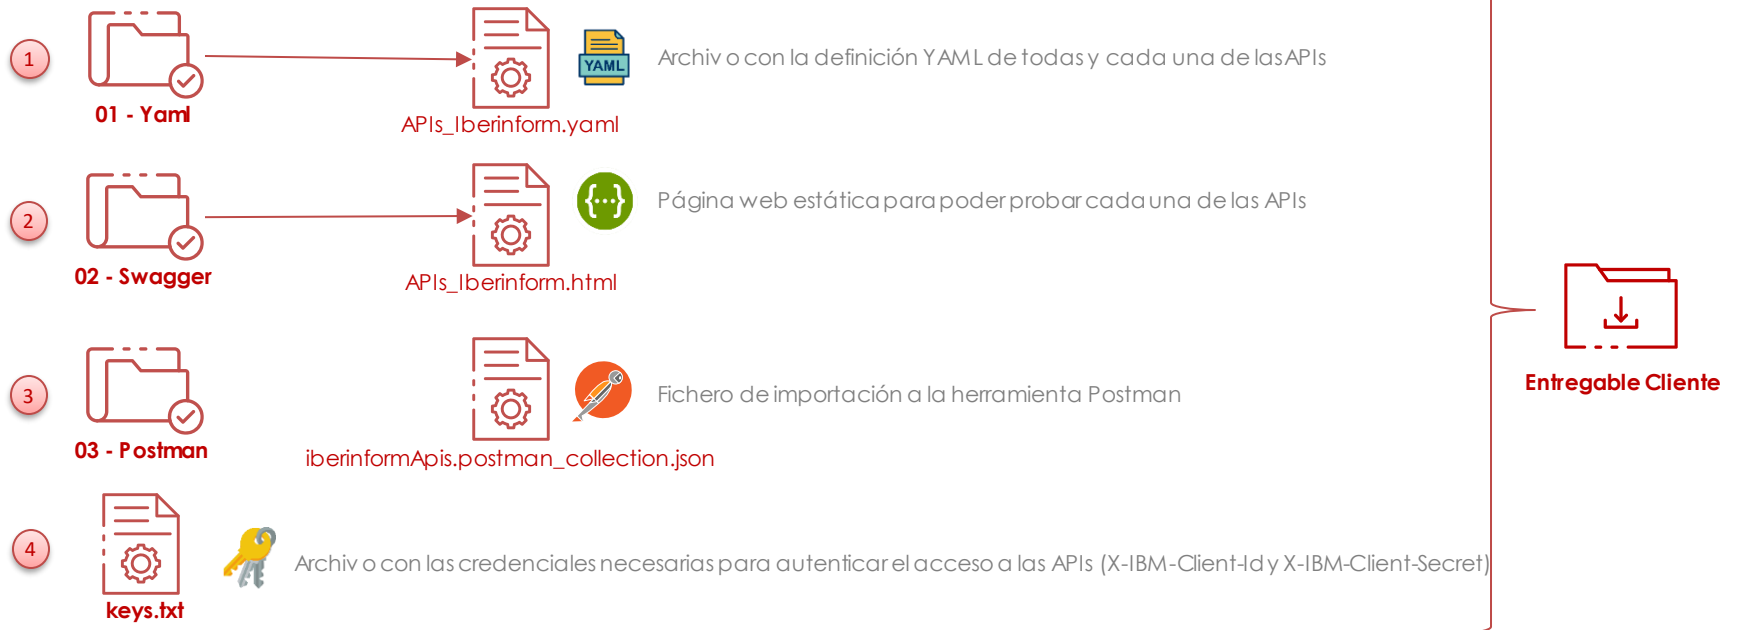 1
YAML
Archivo con la definición YAML de todas y cada una de las APIs
01 - Yaml
APIs_Iberinform.yaml
2
{...}
Página web estática para poder probar cada una de las APIs
02 - Swagger
APIs_Iberinform.html
Entregable Cliente
3
Fichero de importación a la herramienta Postman
03 - Postman
iberinformApis.postman_collection.json
4
Archivo con las credenciales necesarias para autenticar el acceso a las APIs (X-IBM-Client-Id y X-IBM-Client-Secret)
keys.txt